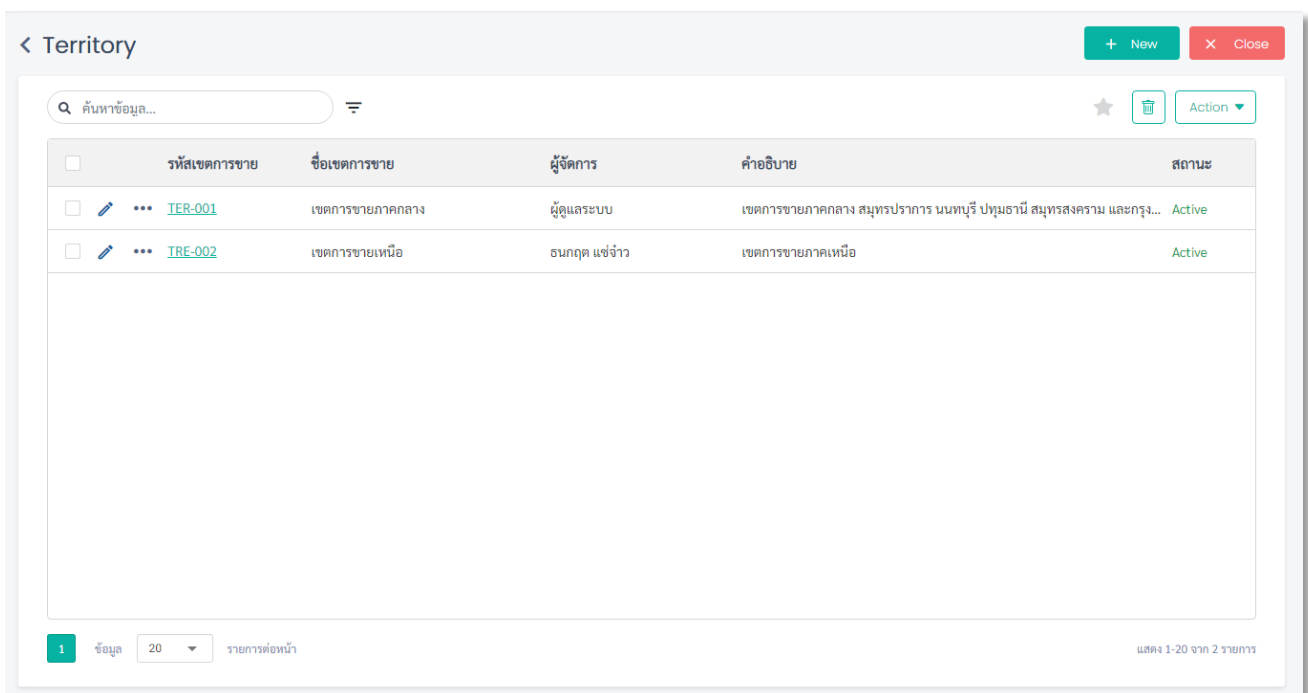 Territory
+ New
× Close
ค้นหาข้อมูล...
Action
รหัสเขตการขาย ชื่อเขตการขาย ผู้จัดการ คำอธิบาย สถานะ
TER-001 เขตการขายภาคกลาง ผู้ดูแลระบบ เขตการขายภาคกลาง สมุทรปราการ นนทบุรี ปทุมธานี สมุทรสงคราม และกรุง... Active
TRE-002 เขตการขายเหนือ ธนกฤต แซ่จ๋าว เขตการขายภาคเหนือ Active
1 ข้อมูล 20 รายการต่อหน้า แสดง 1-20 จาก 2 รายการ